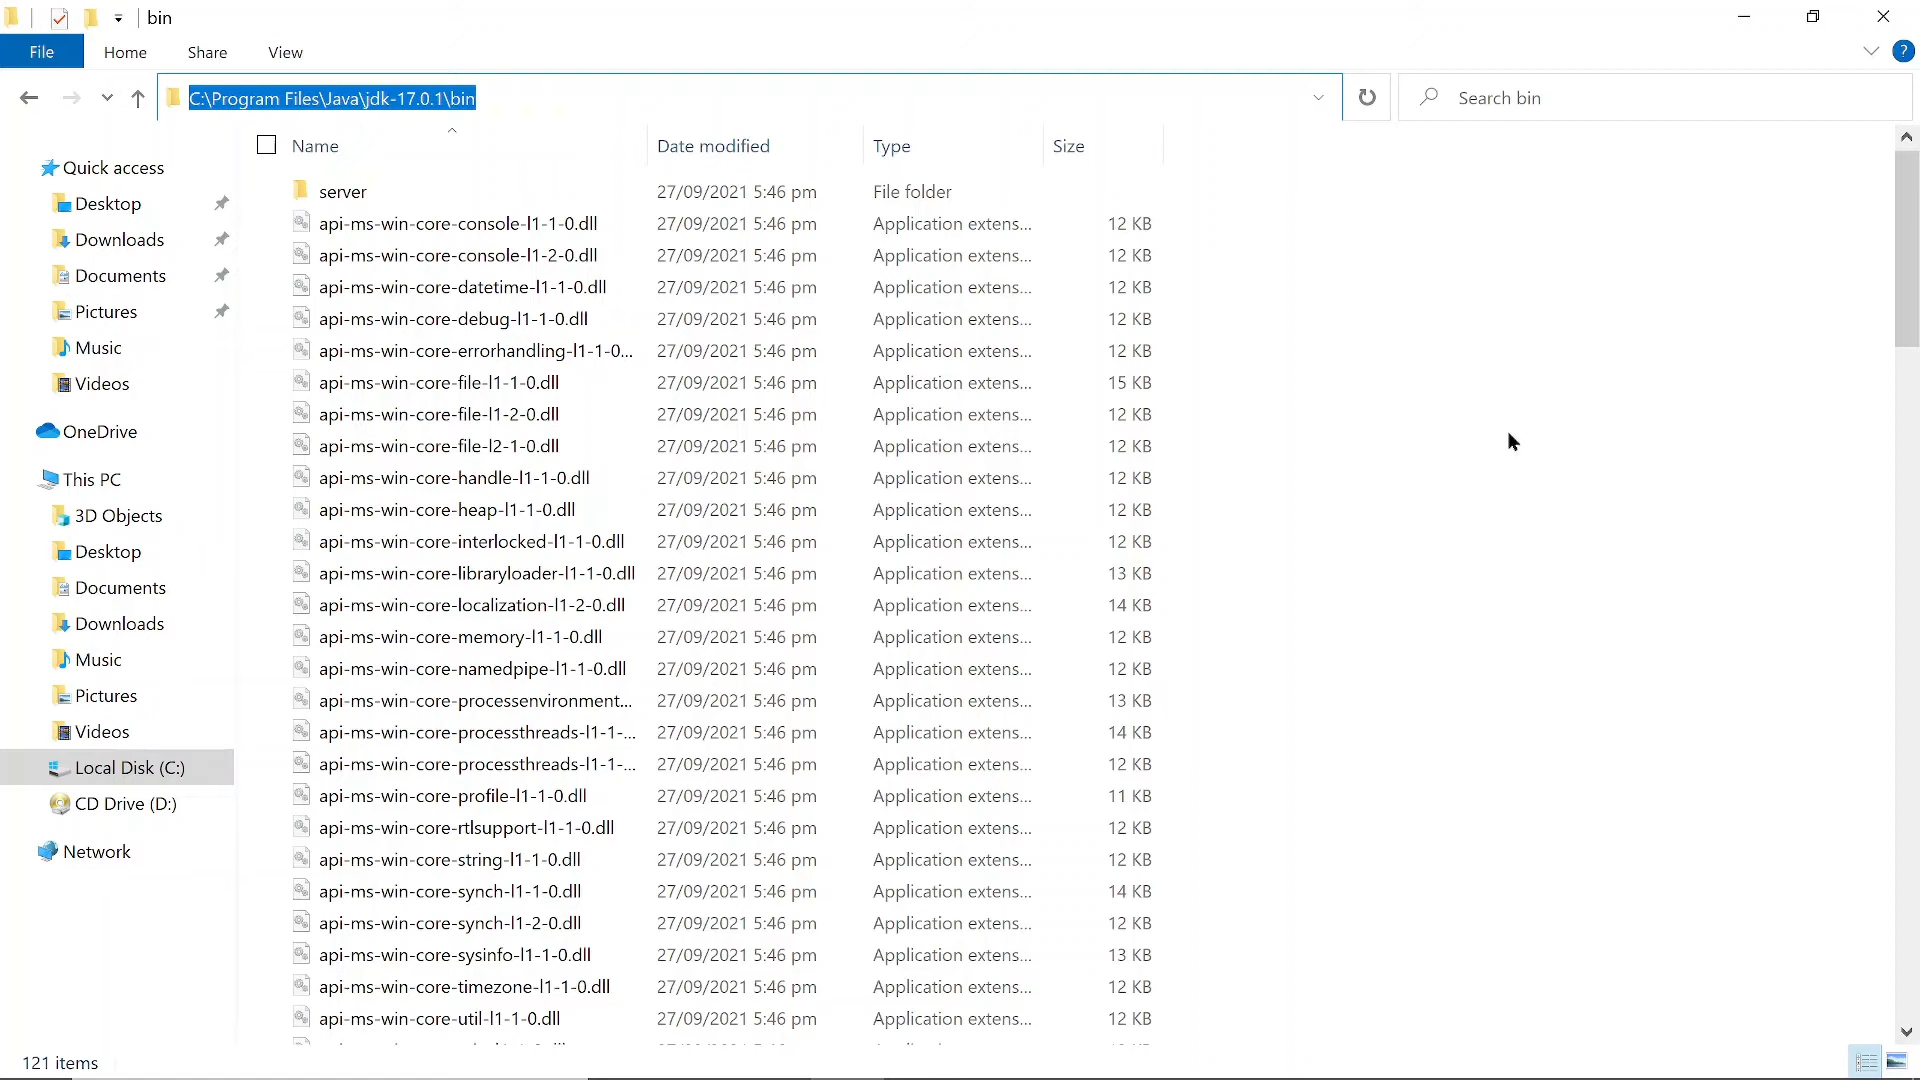 bin
File Home Share View ?
C:\Program Files\Java\jdk-17.0.1\bin Search bin
Quick access
Desktop
Downloads
Documents
Pictures
Music
Videos
OneDrive
This PC
3D Objects
Desktop
Documents
Downloads
Music
Pictures
Videos
Local Disk (C:)
CD Drive (D:)
Network
Name Date modified Type Size
server 27/09/2021 5:46 pm File folder
api-ms-win-core-console-l1-1-0.dll 27/09/2021 5:46 pm Application extens... 12 KB
api-ms-win-core-console-l1-2-0.dll 27/09/2021 5:46 pm Application extens... 12 KB
api-ms-win-core-datetime-l1-1-0.dll 27/09/2021 5:46 pm Application extens... 12 KB
api-ms-win-core-debug-l1-1-0.dll 27/09/2021 5:46 pm Application extens... 12 KB
api-ms-win-core-errorhandling-l1-1-0... 27/09/2021 5:46 pm Application extens... 12 KB
api-ms-win-core-file-l1-1-0.dll 27/09/2021 5:46 pm Application extens... 15 KB
api-ms-win-core-file-l1-2-0.dll 27/09/2021 5:46 pm Application extens... 12 KB
api-ms-win-core-file-l2-1-0.dll 27/09/2021 5:46 pm Application extens... 12 KB
api-ms-win-core-handle-l1-1-0.dll 27/09/2021 5:46 pm Application extens... 12 KB
api-ms-win-core-heap-l1-1-0.dll 27/09/2021 5:46 pm Application extens... 12 KB
api-ms-win-core-interlocked-l1-1-0.dll 27/09/2021 5:46 pm Application extens... 12 KB
api-ms-win-core-libraryloader-l1-1-0.dll 27/09/2021 5:46 pm Application extens... 13 KB
api-ms-win-core-localization-l1-2-0.dll 27/09/2021 5:46 pm Application extens... 14 KB
api-ms-win-core-memory-l1-1-0.dll 27/09/2021 5:46 pm Application extens... 12 KB
api-ms-win-core-namedpipe-l1-1-0.dll 27/09/2021 5:46 pm Application extens... 12 KB
api-ms-win-core-processenvironment... 27/09/2021 5:46 pm Application extens... 13 KB
api-ms-win-core-processthreads-l1-1-... 27/09/2021 5:46 pm Application extens... 14 KB
api-ms-win-core-processthreads-l1-1-... 27/09/2021 5:46 pm Application extens... 12 KB
api-ms-win-core-profile-l1-1-0.dll 27/09/2021 5:46 pm Application extens... 11 KB
api-ms-win-core-rtlsupport-l1-1-0.dll 27/09/2021 5:46 pm Application extens... 12 KB
api-ms-win-core-string-l1-1-0.dll 27/09/2021 5:46 pm Application extens... 12 KB
api-ms-win-core-synch-l1-1-0.dll 27/09/2021 5:46 pm Application extens... 14 KB
api-ms-win-core-synch-l1-2-0.dll 27/09/2021 5:46 pm Application extens... 12 KB
api-ms-win-core-sysinfo-l1-1-0.dll 27/09/2021 5:46 pm Application extens... 13 KB
api-ms-win-core-timezone-l1-1-0.dll 27/09/2021 5:46 pm Application extens... 12 KB
api-ms-win-core-util-l1-1-0.dll 27/09/2021 5:46 pm Application extens... 12 KB
121 items